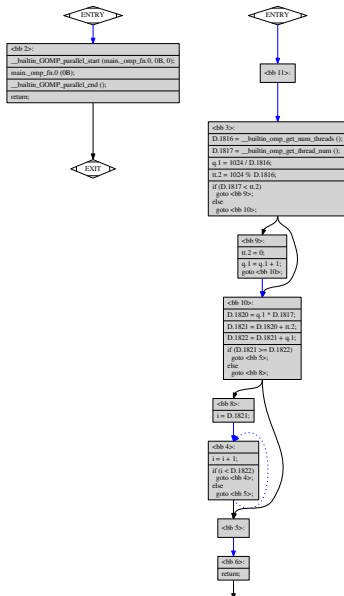 ENTRY
<bb 2>:
__builtin_GOMP_parallel_start (main._omp_fn.0, 0B, 0);
main._omp_fn.0 (0B);
__builtin_GOMP_parallel_end ();
return;
EXIT
ENTRY
<bb 11>:
<bb 3>:
D.1816 = __builtin_omp_get_num_threads ();
D.1817 = __builtin_omp_get_thread_num ();
q.1 = 1024 / D.1816;
tt.2 = 1024 % D.1816;
if (D.1817 < tt.2)
goto <bb 9>;
else
goto <bb 10>;
<bb 9>:
tt.2 = 0;
q.1 = q.1 + 1;
goto <bb 10>;
<bb 10>:
D.1820 = q.1 * D.1817;
D.1821 = D.1820 + tt.2;
D.1822 = D.1821 + q.1;
if (D.1821 >= D.1822)
goto <bb 5>;
else
goto <bb 8>;
<bb 8>:
i = D.1821;
<bb 4>:
i = i + 1;
if (i < D.1822)
goto <bb 4>;
else
goto <bb 5>;
<bb 5>:
<bb 6>:
return;